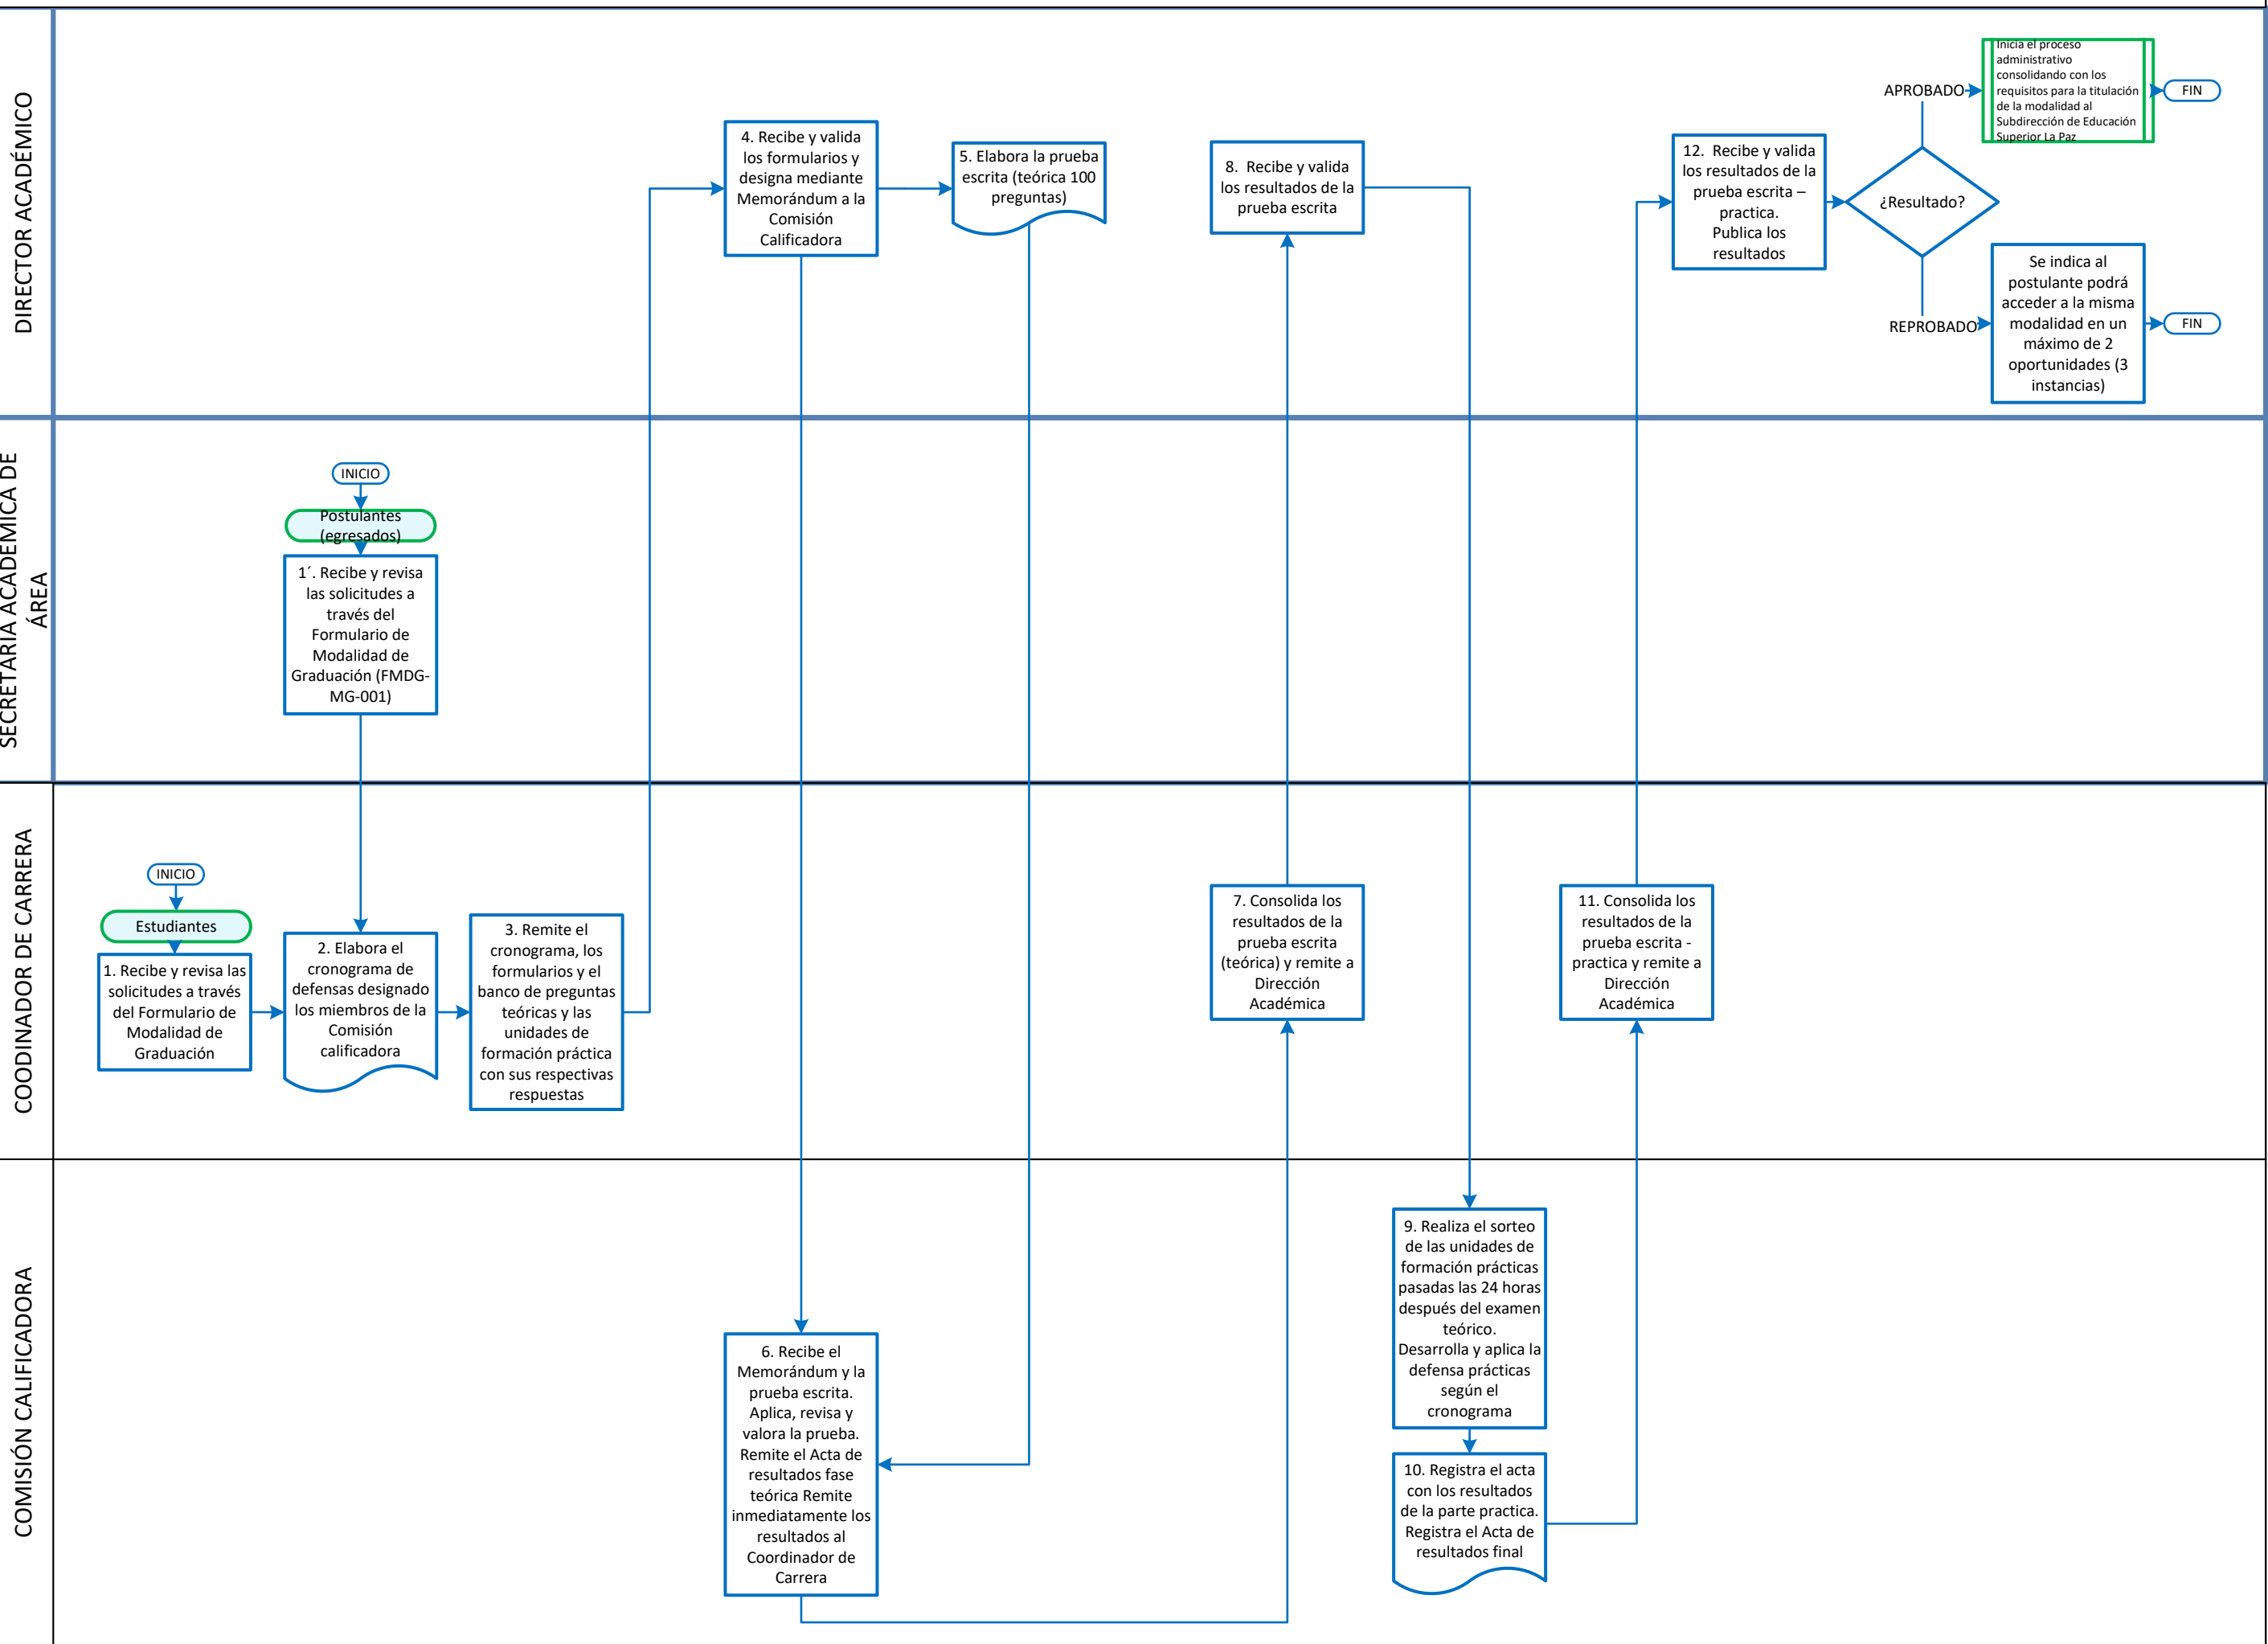 DIRECTOR ACADÉMICO
4. Recibe y valida
los formularios y
designa mediante
Memorándum a la
Comisión
Calificadora
5. Elabora la prueba
escrita (teórica 100
preguntas)
8. Recibe y valida
los resultados de la
prueba escrita
12. Recibe y valida
los resultados de la
prueba escrita –
practica.
Publica los
resultados
¿Resultado?
APROBADO
Inicia el proceso
administrativo
consolidando con los
requisitos para la titulación
de la modalidad al
Subdirección de Educación
Superior La Paz
FIN
REPROBADO
Se indica al
postulante podrá
acceder a la misma
modalidad en un
máximo de 2
oportunidades (3
instancias)
FIN
SECRETARIA ACADEMICA DE
ÁREA
INICIO
Postulantes
(egresados)
1´. Recibe y revisa
las solicitudes a
través del
Formulario de
Modalidad de
Graduación (FMDG-
MG-001)
COODINADOR DE CARRERA
INICIO
Estudiantes
1. Recibe y revisa las
solicitudes a través
del Formulario de
Modalidad de
Graduación
2. Elabora el
cronograma de
defensas designado
los miembros de la
Comisión
calificadora
3. Remite el
cronograma, los
formularios y el
banco de preguntas
teóricas y las
unidades de
formación práctica
con sus respectivas
respuestas
7. Consolida los
resultados de la
prueba escrita
(teórica) y remite a
Dirección
Académica
11. Consolida los
resultados de la
prueba escrita -
practica y remite a
Dirección
Académica
COMISIÓN CALIFICADORA
6. Recibe el
Memorándum y la
prueba escrita.
Aplica, revisa y
valora la prueba.
Remite el Acta de
resultados fase
teórica Remite
inmediatamente los
resultados al
Coordinador de
Carrera
9. Realiza el sorteo
de las unidades de
formación prácticas
pasadas las 24 horas
después del examen
teórico.
Desarrolla y aplica la
defensa prácticas
según el
cronograma
10. Registra el acta
con los resultados
de la parte practica.
Registra el Acta de
resultados final